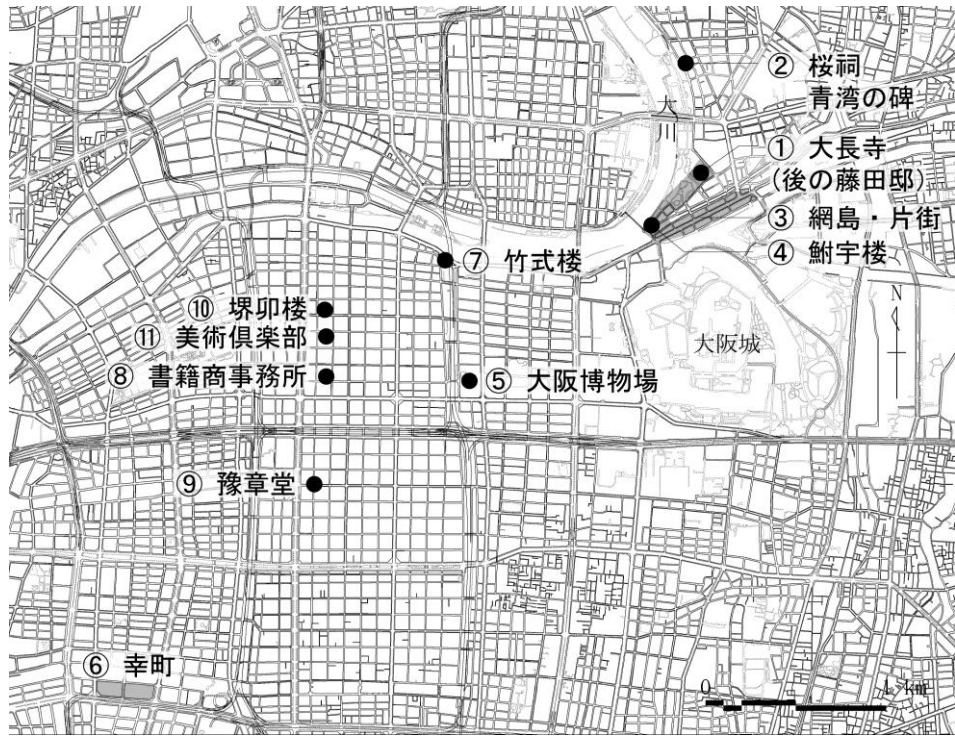 ② 桜祠
青湾の碑
大川
① 大長寺
（後の藤田邸）
③ 網島・片街
④ 鮒宇楼
⑦ 竹式楼
N
⑩ 堺卯楼
⑪ 美術倶楽部
大阪城
⑧ 書籍商事務所
⑤ 大阪博物場
⑨ 豫章堂
⑥ 幸町
0 1 km